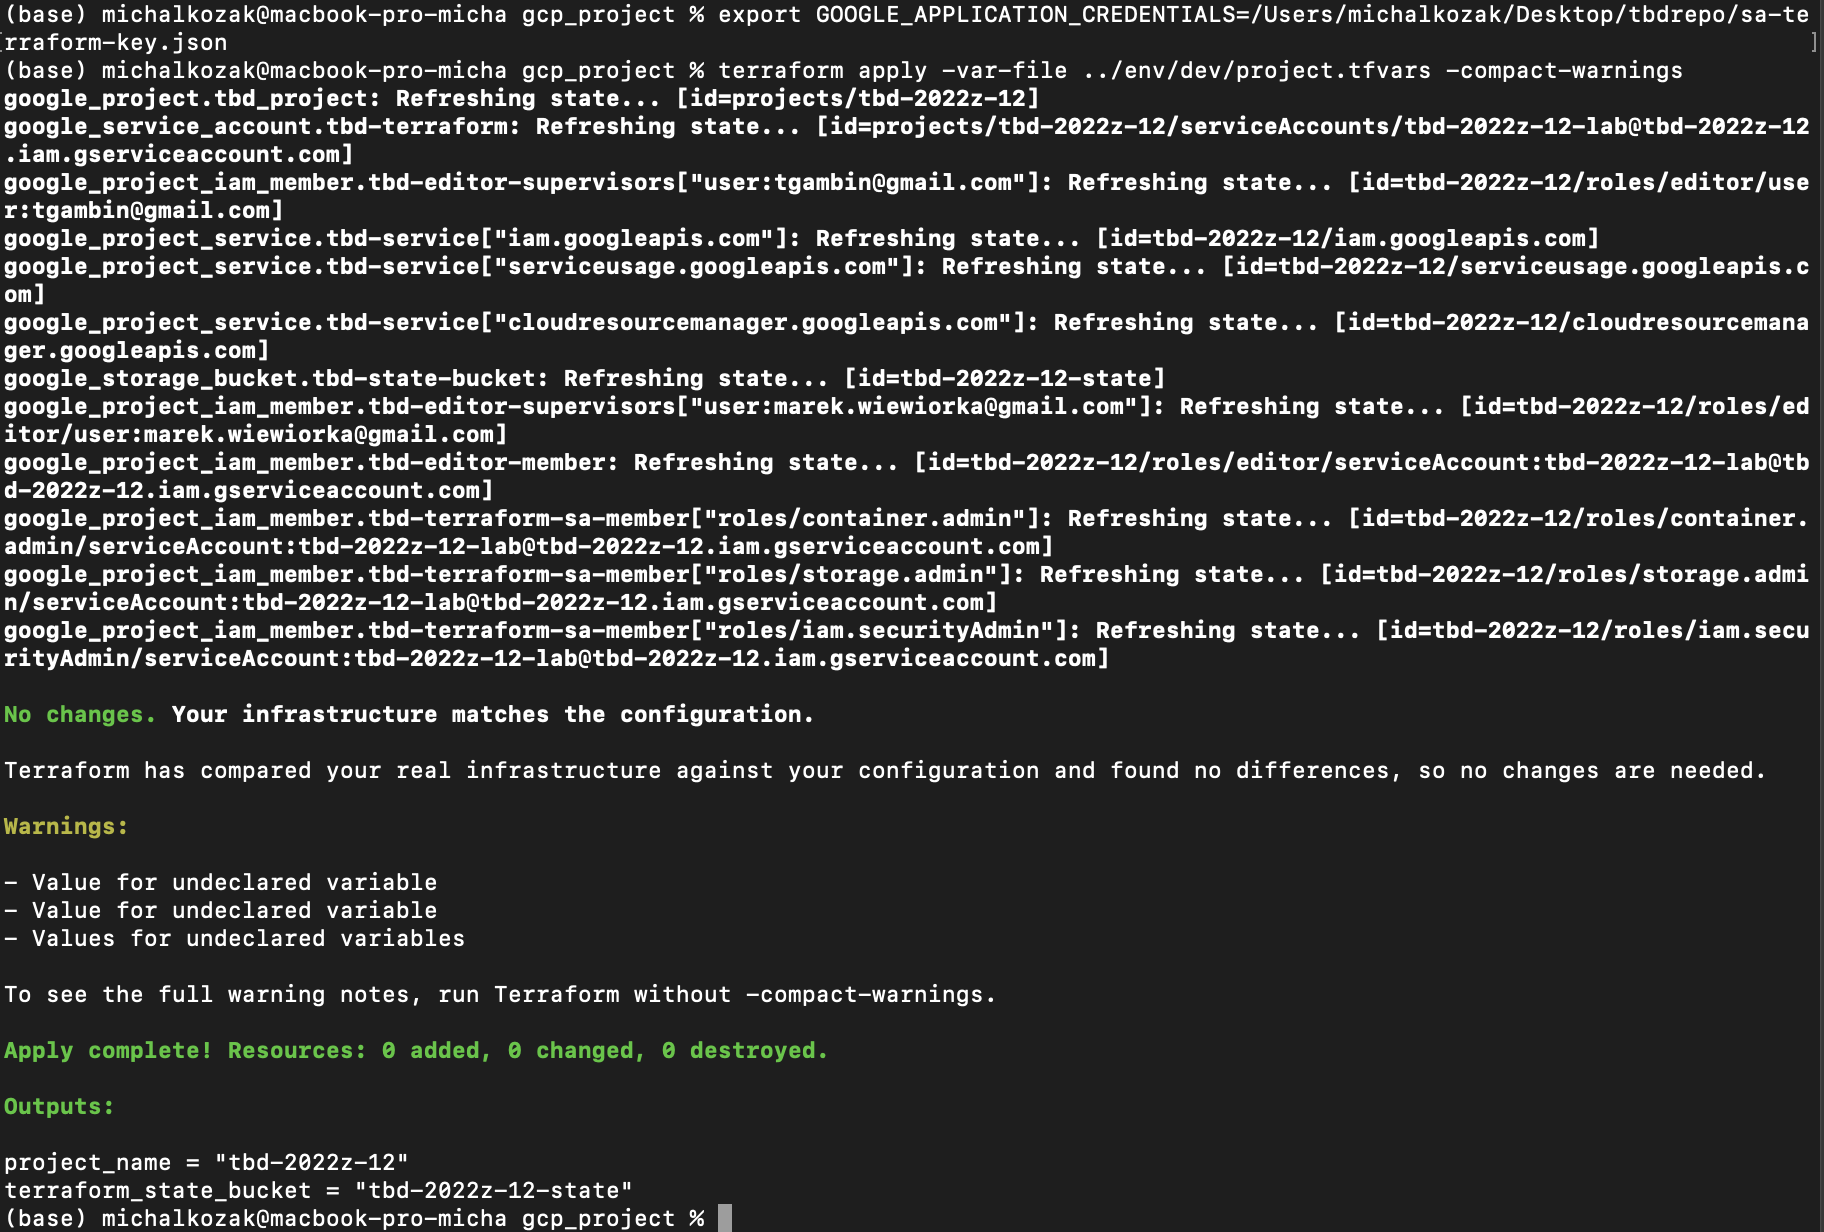 (base) michalkozak@macbook-pro-micha gcp_project % export GOOGLE_APPLICATION_CREDENTIALS=/Users/michalkozak/Desktop/tbdrepo/sa-te
[rraform-key.json ]
(base) michalkozak@macbook-pro-micha gcp_project % terraform apply -var-file ../env/dev/project.tfvars -compact-warnings
google_project.tbd_project: Refreshing state... [id=projects/tbd-2022z-12]
google_service_account.tbd-terraform: Refreshing state... [id=projects/tbd-2022z-12/serviceAccounts/tbd-2022z-12-lab@tbd-2022z-12
.iam.gserviceaccount.com]
google_project_iam_member.tbd-editor-supervisors["user:tgambin@gmail.com"]: Refreshing state... [id=tbd-2022z-12/roles/editor/use
r:tgambin@gmail.com]
google_project_service.tbd-service["iam.googleapis.com"]: Refreshing state... [id=tbd-2022z-12/iam.googleapis.com]
google_project_service.tbd-service["serviceusage.googleapis.com"]: Refreshing state... [id=tbd-2022z-12/serviceusage.googleapis.c
om]
google_project_service.tbd-service["cloudresourcemanager.googleapis.com"]: Refreshing state... [id=tbd-2022z-12/cloudresourcemana
ger.googleapis.com]
google_storage_bucket.tbd-state-bucket: Refreshing state... [id=tbd-2022z-12-state]
google_project_iam_member.tbd-editor-supervisors["user:marek.wiewiorka@gmail.com"]: Refreshing state... [id=tbd-2022z-12/roles/ed
itor/user:marek.wiewiorka@gmail.com]
google_project_iam_member.tbd-editor-member: Refreshing state... [id=tbd-2022z-12/roles/editor/serviceAccount:tbd-2022z-12-lab@tb
d-2022z-12.iam.gserviceaccount.com]
google_project_iam_member.tbd-terraform-sa-member["roles/container.admin"]: Refreshing state... [id=tbd-2022z-12/roles/container.
admin/serviceAccount:tbd-2022z-12-lab@tbd-2022z-12.iam.gserviceaccount.com]
google_project_iam_member.tbd-terraform-sa-member["roles/storage.admin"]: Refreshing state... [id=tbd-2022z-12/roles/storage.admi
n/serviceAccount:tbd-2022z-12-lab@tbd-2022z-12.iam.gserviceaccount.com]
google_project_iam_member.tbd-terraform-sa-member["roles/iam.securityAdmin"]: Refreshing state... [id=tbd-2022z-12/roles/iam.secu
rityAdmin/serviceAccount:tbd-2022z-12-lab@tbd-2022z-12.iam.gserviceaccount.com]
No changes. Your infrastructure matches the configuration.
Terraform has compared your real infrastructure against your configuration and found no differences, so no changes are needed.
Warnings:
- Value for undeclared variable
- Value for undeclared variable
- Values for undeclared variables
To see the full warning notes, run Terraform without -compact-warnings.
Apply complete! Resources: 0 added, 0 changed, 0 destroyed.
Outputs:
project_name = "tbd-2022z-12"
terraform_state_bucket = "tbd-2022z-12-state"
(base) michalkozak@macbook-pro-micha gcp_project %